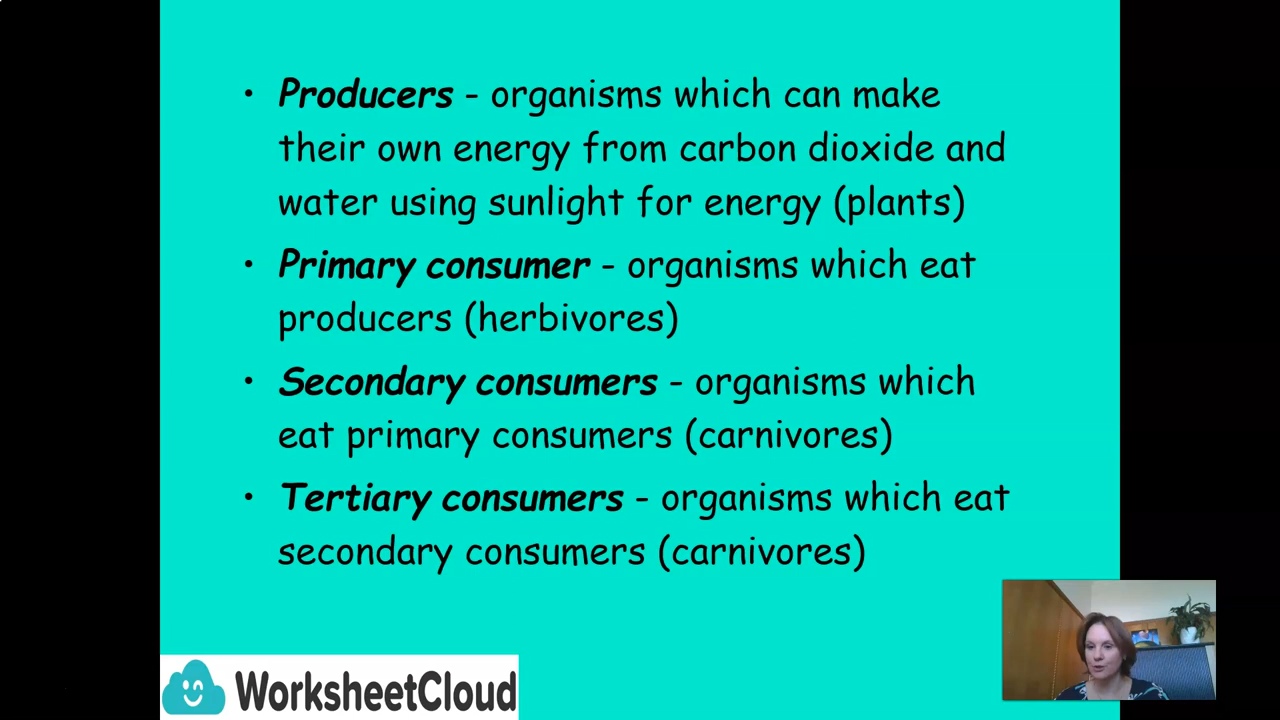 • Producers - organisms which can make
their own energy from carbon dioxide and
water using sunlight for energy (plants)
• Primary consumer - organisms which eat
producers (herbivores)
• Secondary consumers - organisms which
eat primary consumers (carnivores)
• Tertiary consumers - organisms which eat
secondary consumers (carnivores)
WorksheetCloud